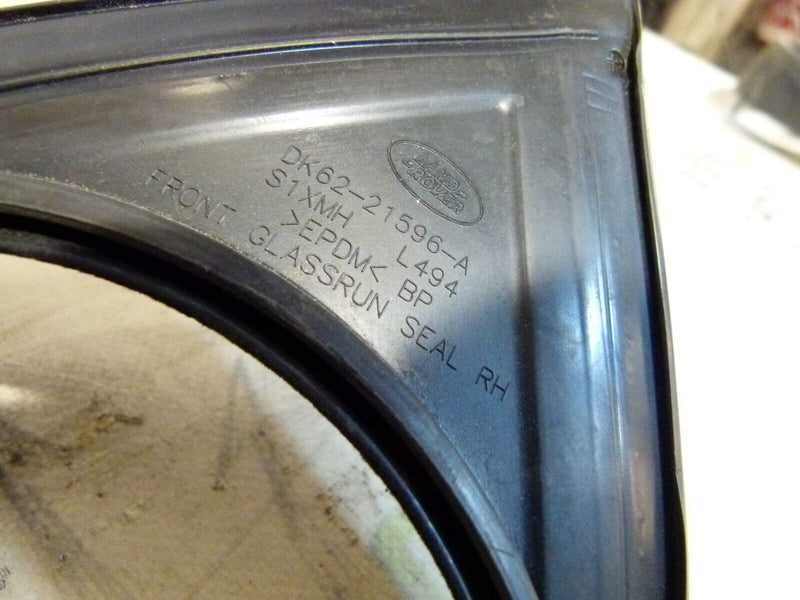 LAND-
ROVER
DK62-21596-A
S1XMH L494
>EPDM< BP
FRONT GLASSRUN SEAL RH